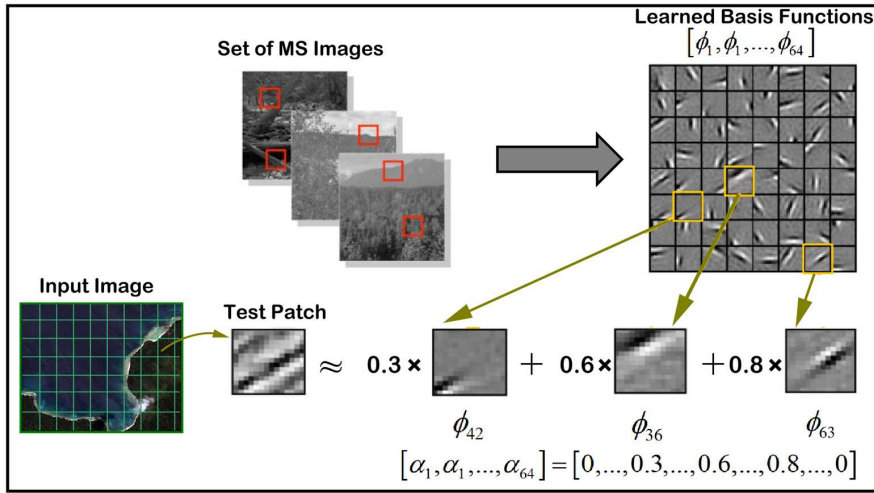 Learned Basis Functions
[ϕ₁,ϕ₁,...,ϕ₆₄]
Set of MS Images
Input Image
Test Patch
≈ 0.3 × + 0.6 × + 0.8 ×
ϕ₄₂ ϕ₃₆ ϕ₆₃
[α₁,α₁,...,α₆₄] = [0,...,0.3,...,0.6,...,0.8,...,0]